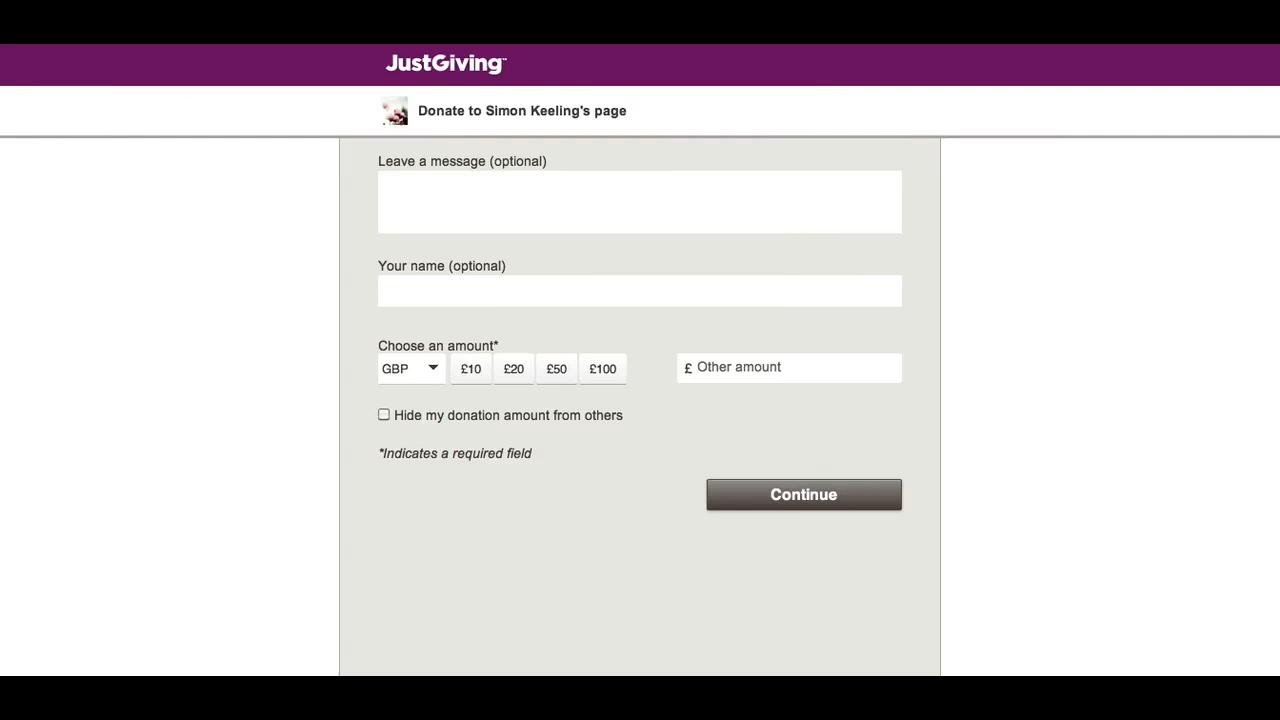 JustGiving™
Donate to Simon Keeling's page
Leave a message (optional)
Your name (optional)
Choose an amount*
GBP £10 £20 £50 £100 £ Other amount
Hide my donation amount from others
*Indicates a required field
Continue